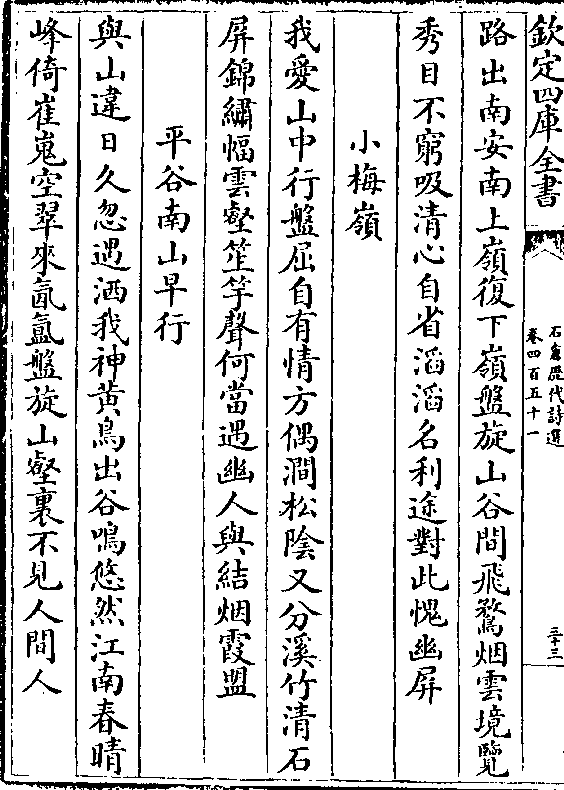 欽定四庫全書
石倉歴代詩選
卷四百五十一
三十三
路出南安南上嶺復下嶺盤旋山谷間飛鶩烟雲境覽
秀目不窮吸清心自省滔滔名利途對此愧幽屏
小梅嶺
我愛山中行盤屈自有情方偶澗松陰又分溪竹清石
屏錦繡幅雲壑笙竽聲何當遇幽人與結烟霞盟
平谷南山早行
與山違日久忽遇洒我神黄鳥出谷鳴悠然江南春晴
峰倚崔嵬空翠來氤氲盤旋山壑裏不見人間人